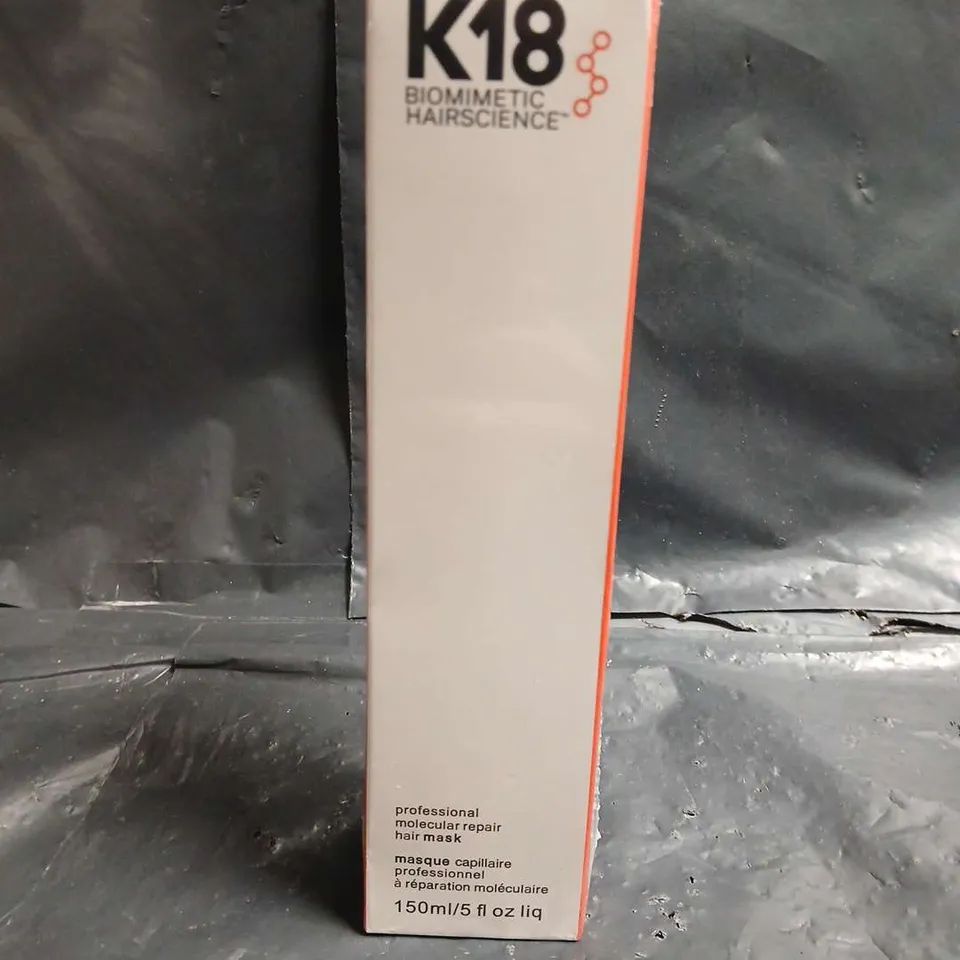 K18
BIOMIMETIC
HAIRSCIENCE™
professional
molecular repair
hair mask
masque capillaire
professionnel
à réparation moléculaire
150ml/5 fl oz liq